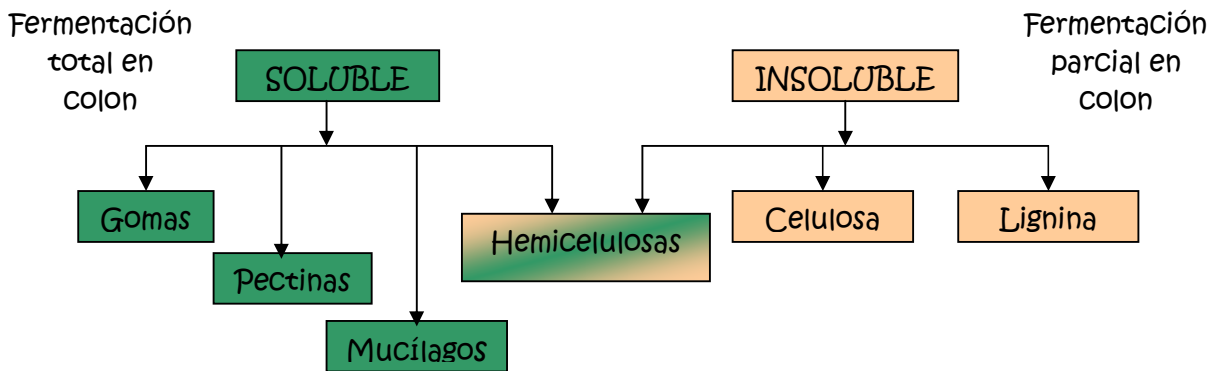 Fermentación
total en
colon
SOLUBLE
INSOLUBLE
Fermentación
parcial en
colon
Gomas
Pectinas
Mucílagos
Hemicelulosas
Celulosa
Lignina